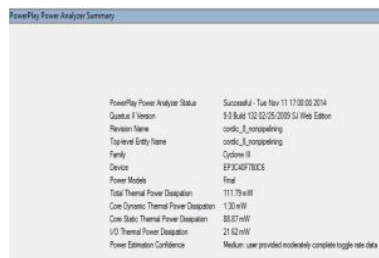 PowerPlay Power Analyzer Summary
PowerPlay Power Analyzer Status Successful - Tue Nov 11 17:00:00 2014
Quartus II Version 9.0 Build 132 02/25/2009 SJ Web Edition
Revision Name cordic_8_nonpipelining
Top-level Entity Name cordic_8_nonpipelining
Family Cyclone III
Device EP3C40F780C6
Power Models Final
Total Thermal Power Dissipation 111.79 mW
Core Dynamic Thermal Power Dissipation 1.30 mW
Core Static Thermal Power Dissipation 88.87 mW
I/O Thermal Power Dissipation 21.62 mW
Power Estimation Confidence Medium: user provided moderately complete toggle rate data